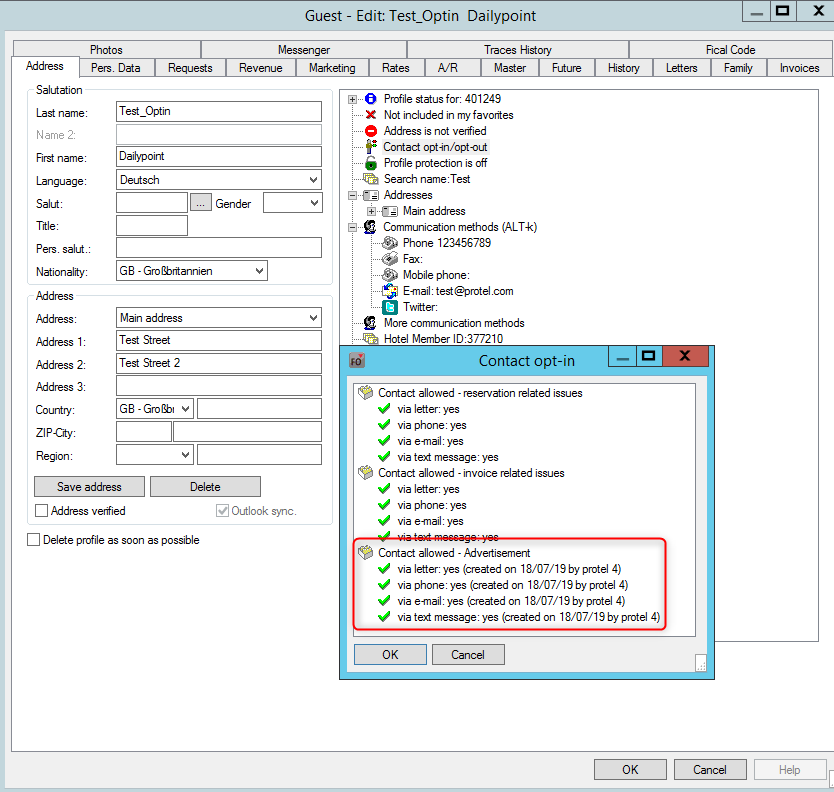 Guest - Edit: Test_Optin Dailypoint
Photos Messenger Traces History Fical Code
Address Pers. Data Requests Revenue Marketing Rates A/R Master Future History Letters Family Invoices
Salutation
Last name: Test_Optin
Name 2:
First name: Dailypoint
Language: Deutsch
Salut: ... Gender
Title:
Pers. salut.:
Nationality: GB - Großbritannien
Address
Address: Main address
Address 1: Test Street
Address 2: Test Street 2
Address 3:
Country: GB - Großbr
ZIP-City:
Region:
Save address Delete
Address verified Outlook sync.
Delete profile as soon as possible
Profile status for: 401249
Not included in my favorites
Address is not verified
Contact opt-in/opt-out
Profile protection is off
Search name:Test
Addresses
Main address
Communication methods (ALT-k)
Phone 123456789
Fax:
Mobile phone:
E-mail: test@protel.com
Twitter:
More communication methods
Hotel Member ID:377210
FO Contact opt-in
Contact allowed - reservation related issues
via letter: yes
via phone: yes
via e-mail: yes
via text message: yes
Contact allowed - invoice related issues
via letter: yes
via phone: yes
via e-mail: yes
via text message: yes
Contact allowed - Advertisement
via letter: yes (created on 18/07/19 by protel 4)
via phone: yes (created on 18/07/19 by protel 4)
via e-mail: yes (created on 18/07/19 by protel 4)
via text message: yes (created on 18/07/19 by protel 4)
OK Cancel
OK Cancel Help